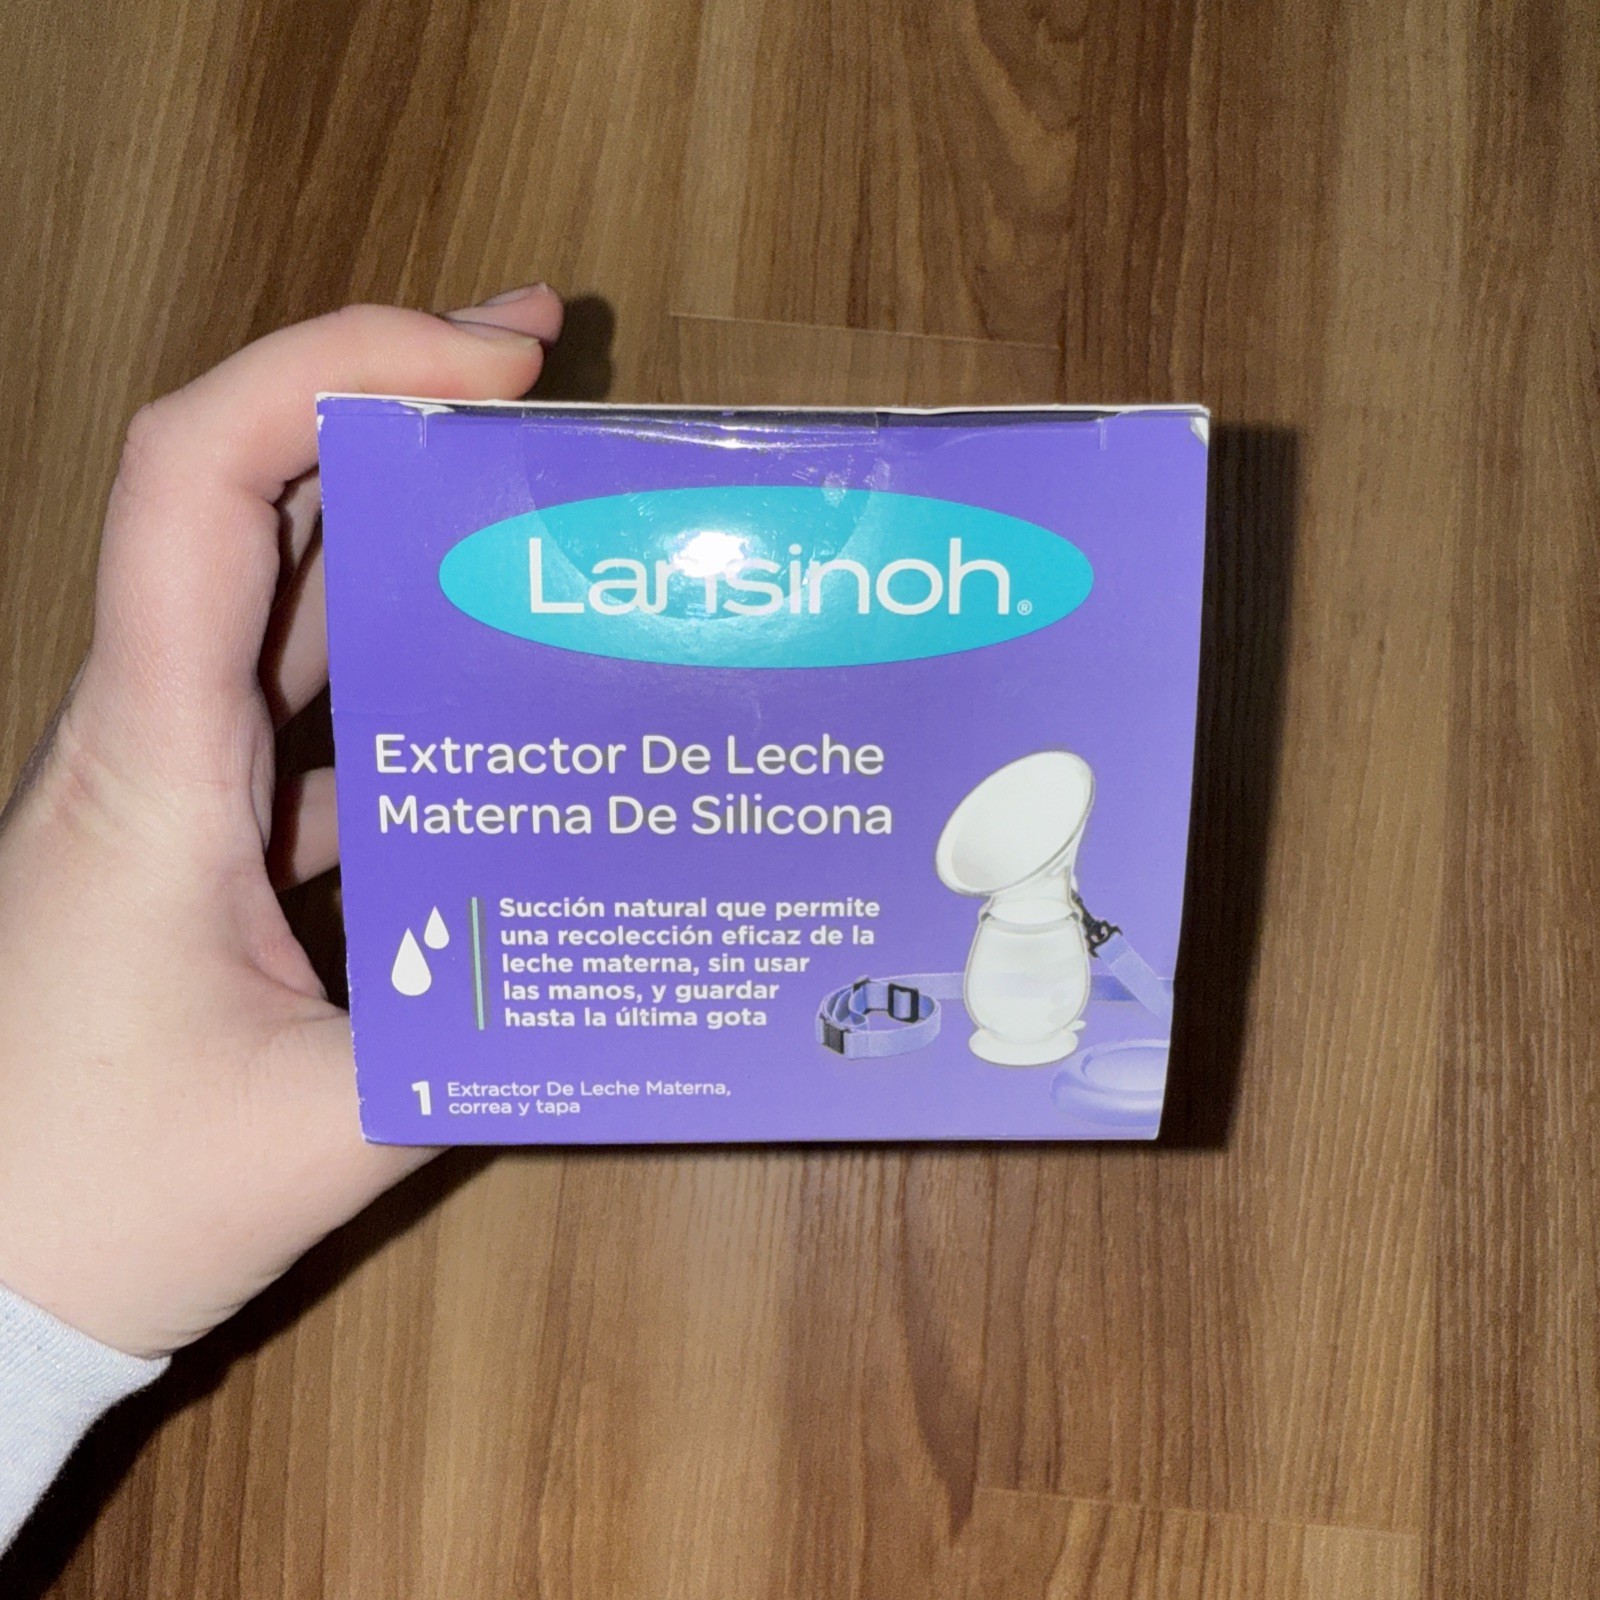 Lansinoh®
Extractor De Leche
Materna De Silicona
Succión natural que permite
una recolección eficaz de la
leche materna, sin usar
las manos, y guardar
hasta la última gota
1 Extractor De Leche Materna,
correa y tapa